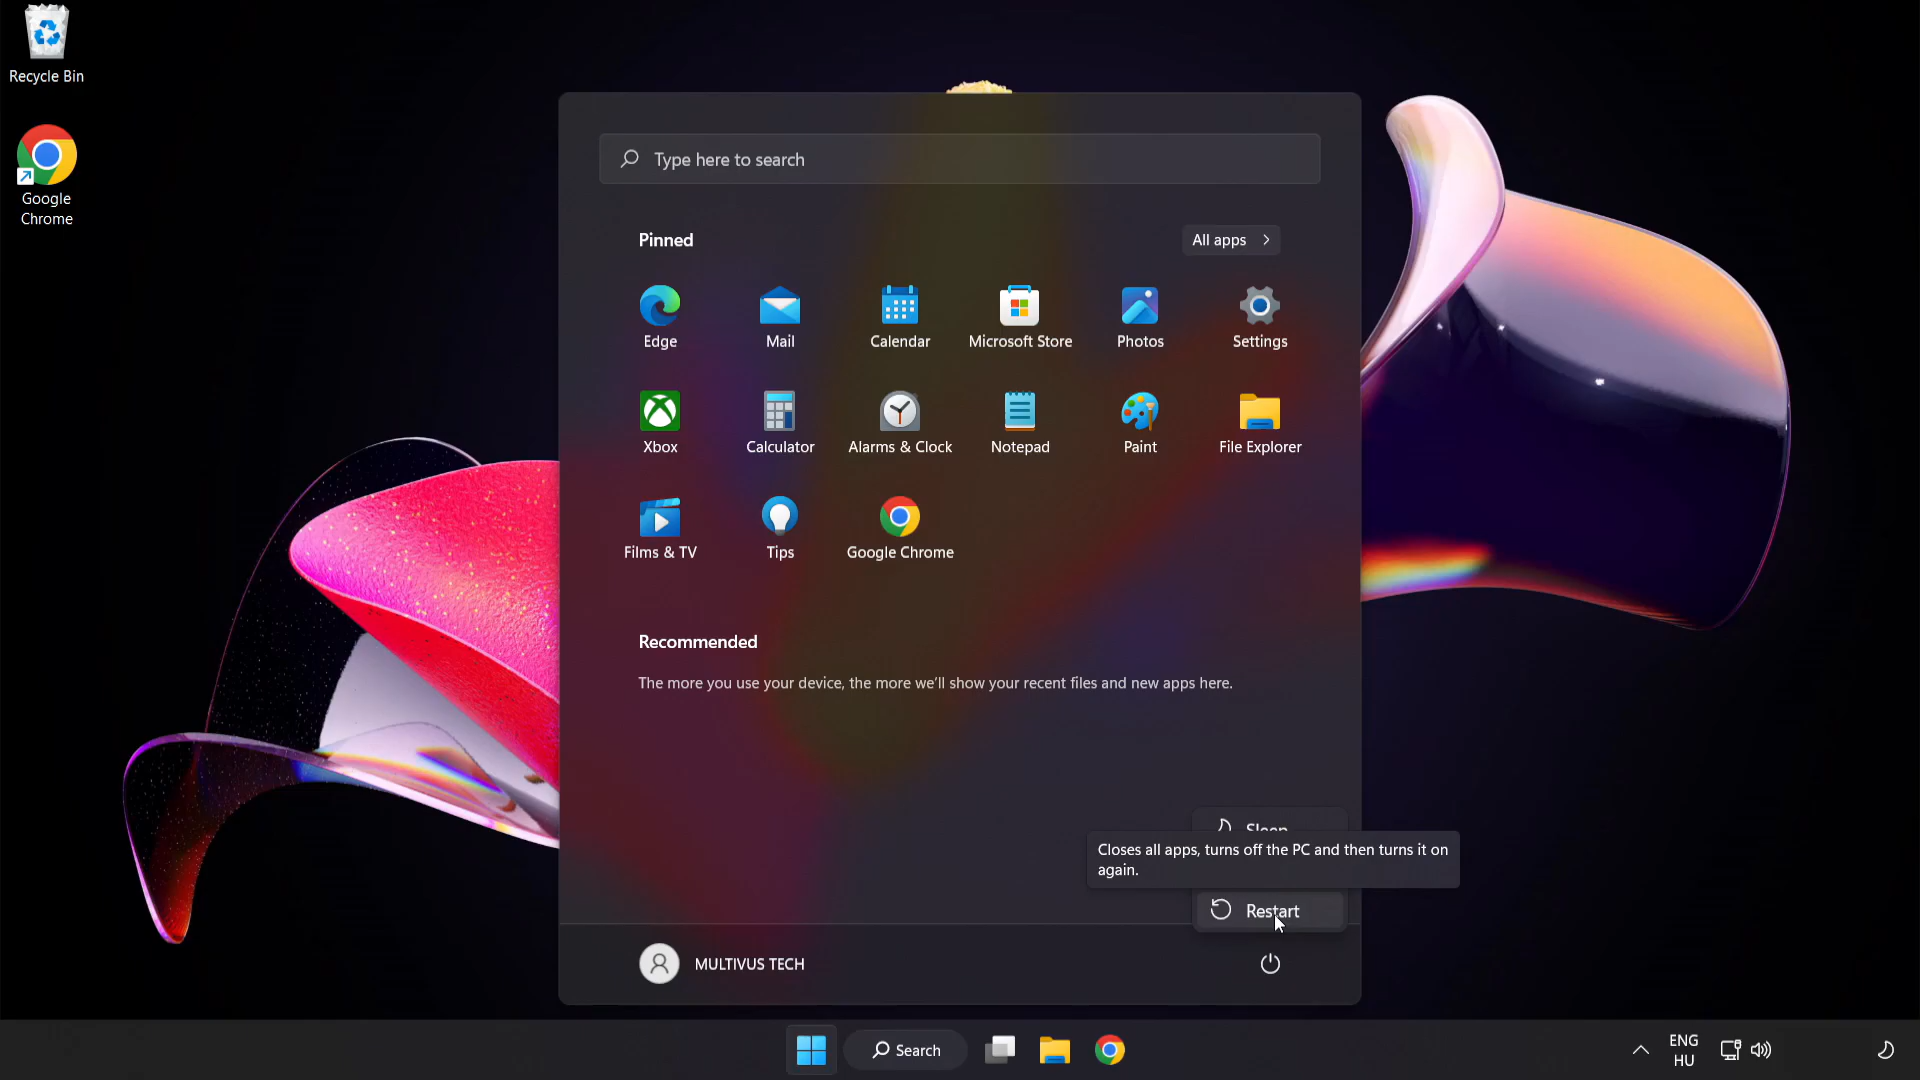 Recycle Bin
Google
Chrome
Type here to search
Pinned
All apps
Edge
Mail
Calendar
Microsoft Store
Photos
Settings
Xbox
Calculator
Alarms & Clock
Notepad
Paint
File Explorer
Films & TV
Tips
Google Chrome
Recommended
The more you use your device, the more we'll show your recent files and new apps here.
Sleep
Closes all apps, turns off the PC and then turns it on
again.
Restart
MULTIVUS TECH
Search
ENG
HU